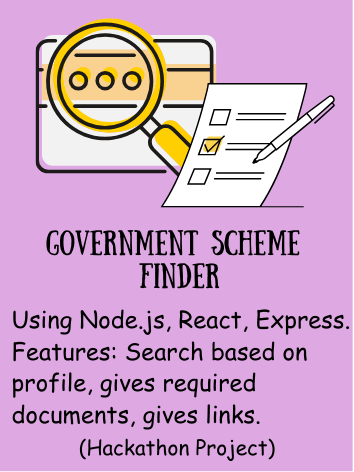 GOVERNMENT SCHEME
FINDER
Using Node.js, React, Express.
Features: Search based on
profile, gives required
documents, gives links.
(Hackathon Project)